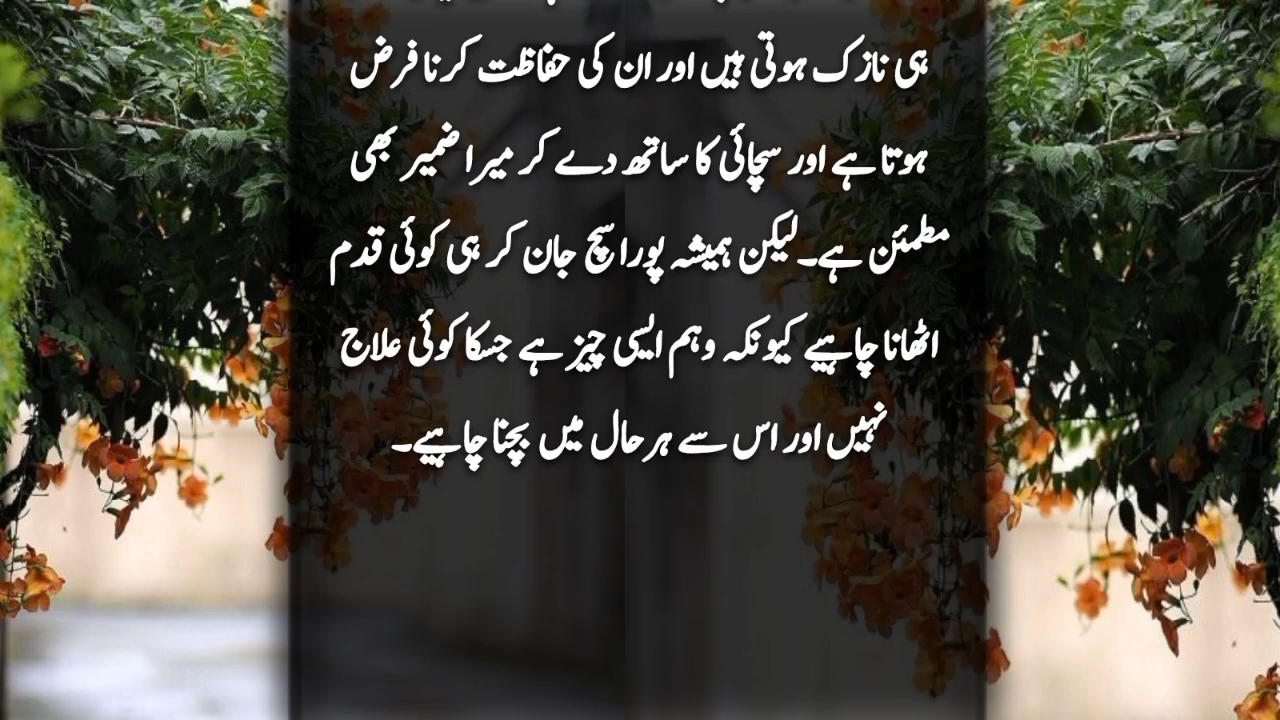 ہی نازک ہوتی ہیں اور ان کی حفاظت کرنا فرض
ہوتا ہے اور سچائی کا ساتھ دے کر میرا ضمیر بھی
مطمئن ہے۔ لیکن ہمیشہ پورا سچ جان کر ہی کوئی قدم
اٹھانا چاہیے کیونکہ وہم ایسی چیز ہے جسکا کوئی علاج
نہیں اور اس سے ہر حال میں بچنا چاہیے۔